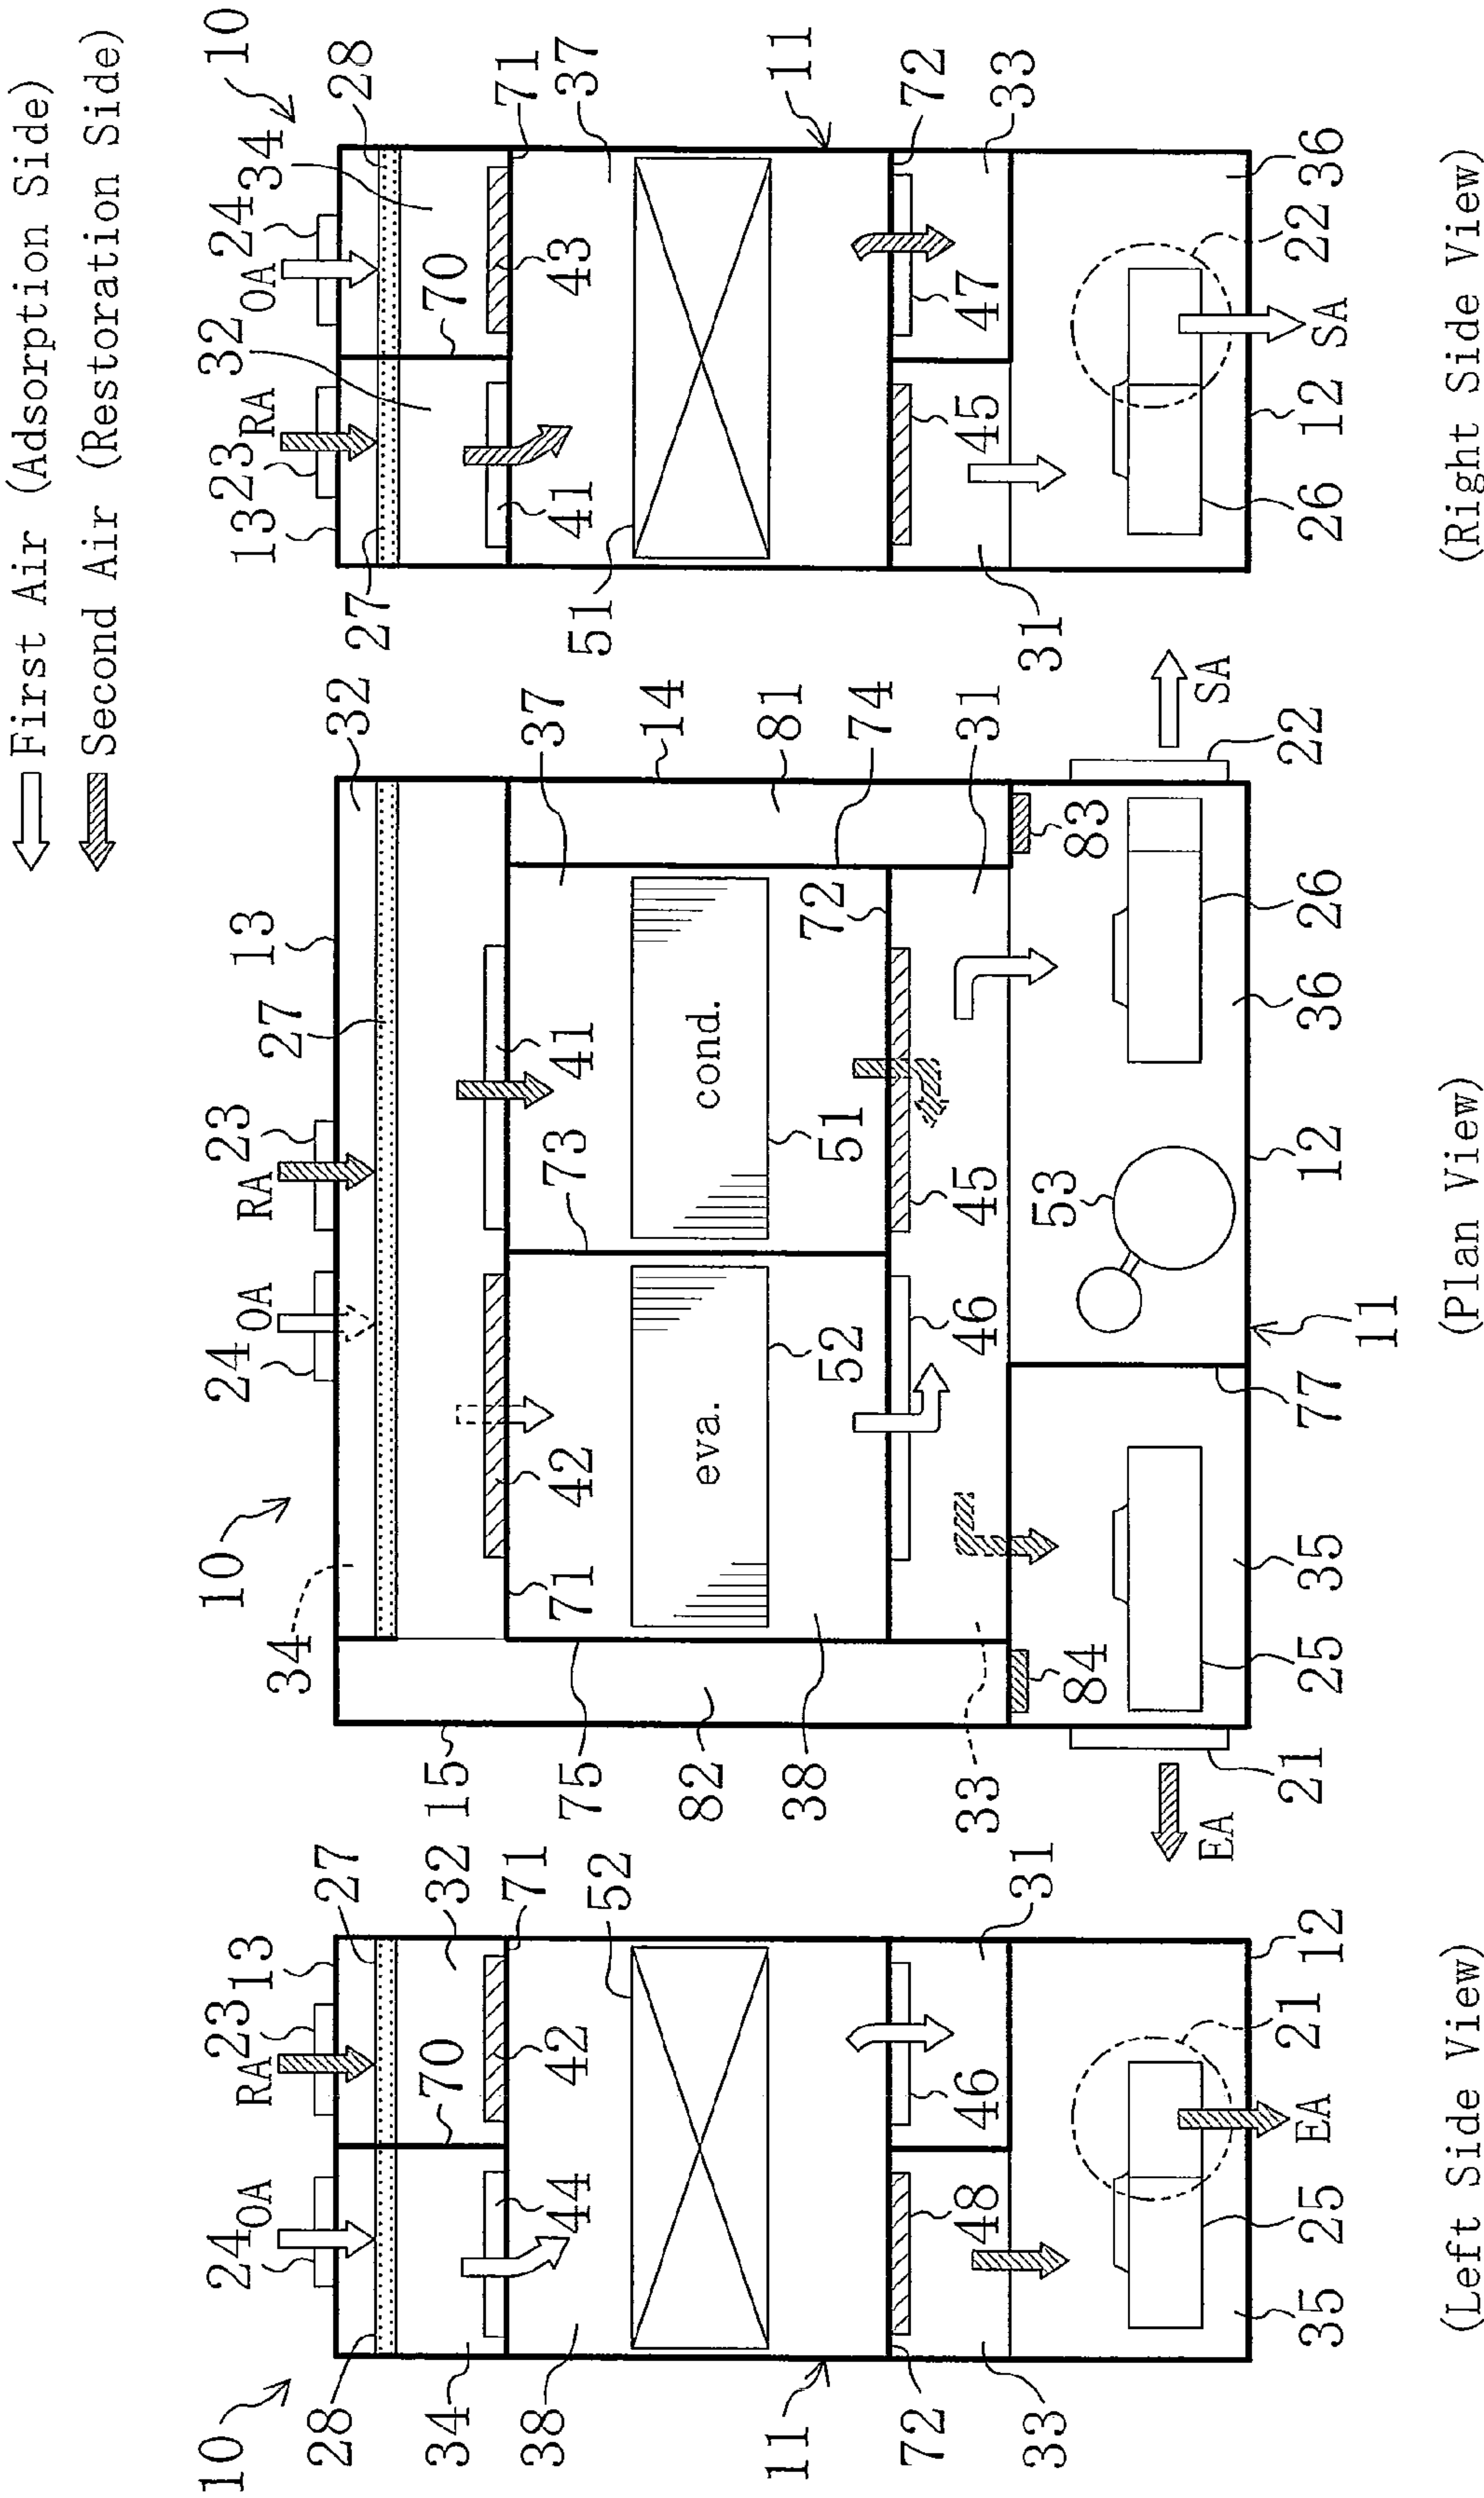 First Air (Adsorption Side)
Second Air (Restoration Side)
10
24 OA RA 23 13
28 27
34 70 32
38 44 42 71
52
11
72 48 46
33 31
35 25 EA 21 12
(Left Side View)
10
24 OA RA 23 13
34 27 32
15
75 71 42 73 41 37
14
82 eva. cond. 81
38 52 51 72 74
33 46 45 31
84 53 83
EA SA
21 22
35 25 77 12 36 26
11
(Plan View)
13 23 RA 32 OA 24 34 10
27 28
70
41 43 71
51 37
11
72
45 47
31 33
26 12 SA 22 36
(Right Side View)